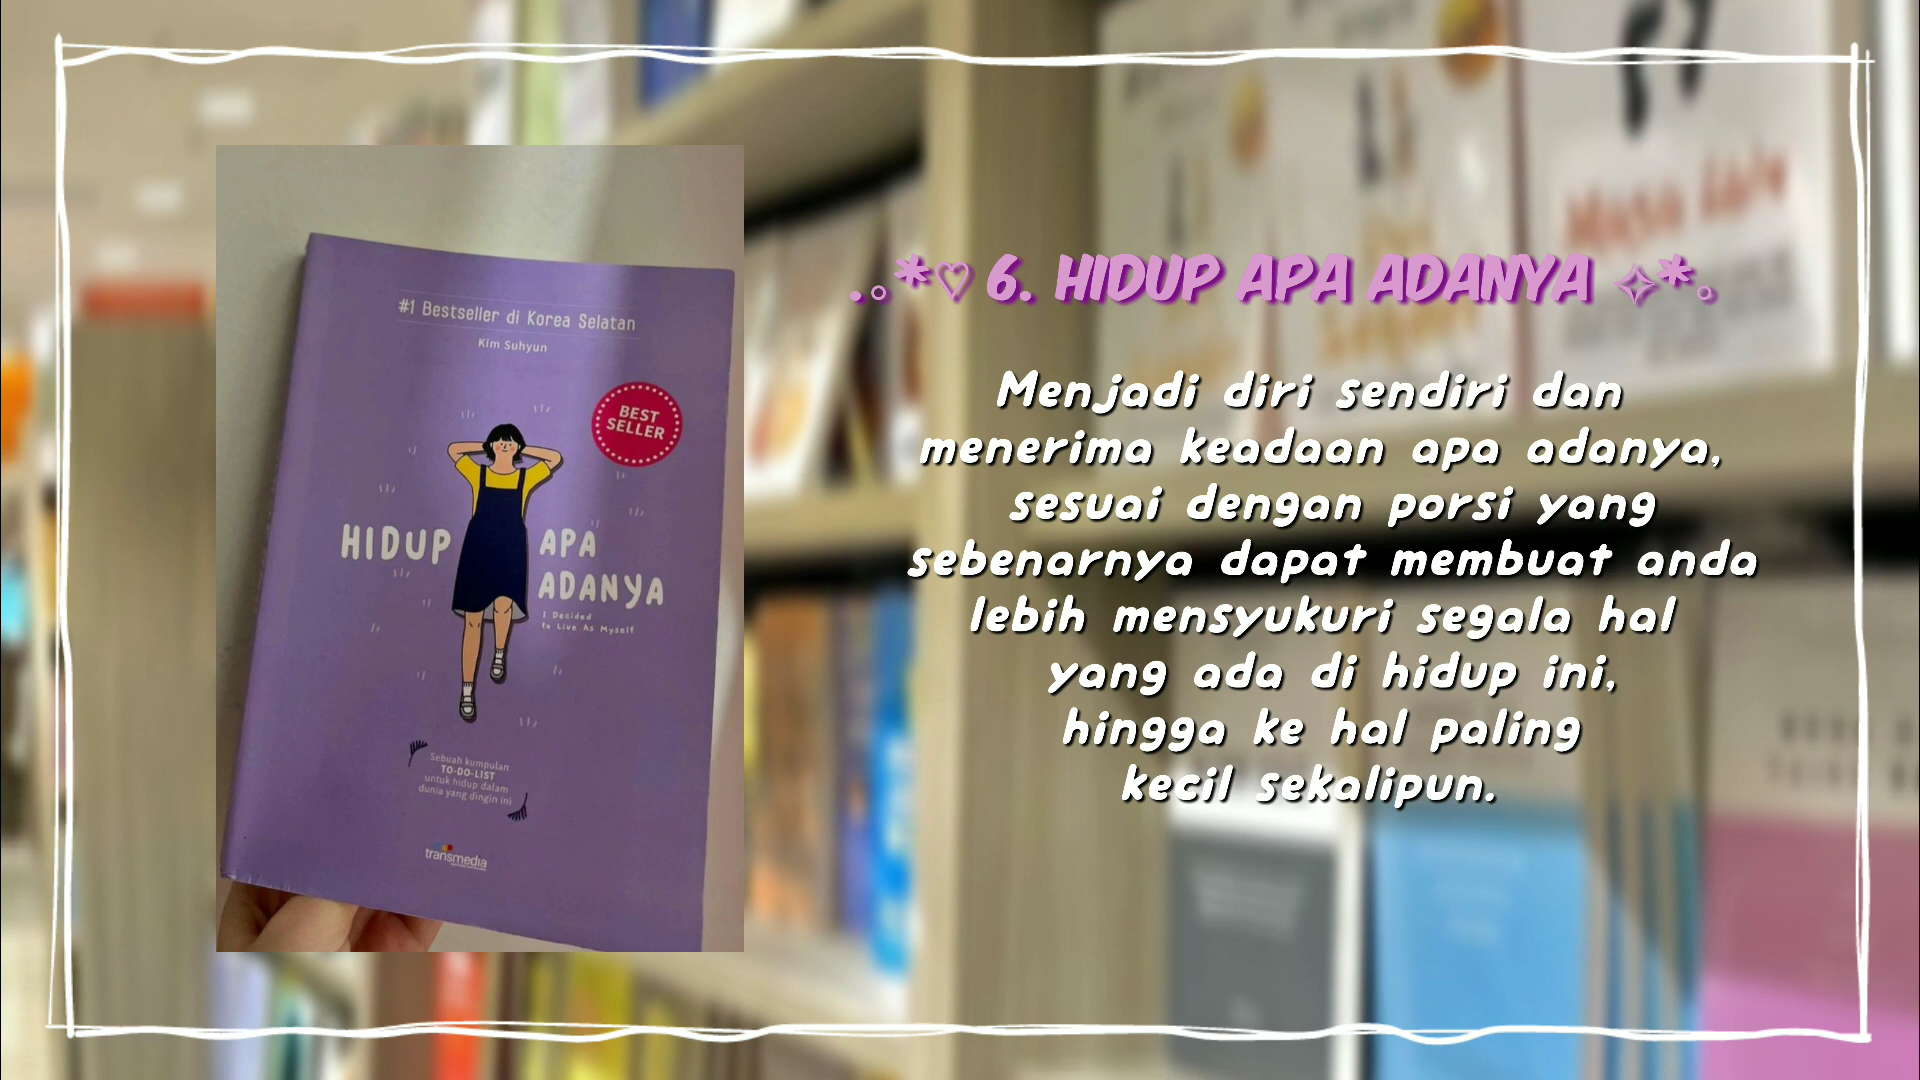 #1 Bestseller di Korea Selatan
Kim Suhyun
BEST
SELLER
HIDUP APA
ADANYA
I Decided
to Live As Myself
Sebuah kumpulan
TO-DO-LIST
untuk hidup dalam
dunia yang dingin ini
transmedia
6. HIDUP APA ADANYA
Menjadi diri sendiri dan
menerima keadaan apa adanya,
sesuai dengan porsi yang
sebenarnya dapat membuat anda
lebih mensyukuri segala hal
yang ada di hidup ini,
hingga ke hal paling
kecil sekalipun.
Masa lalu